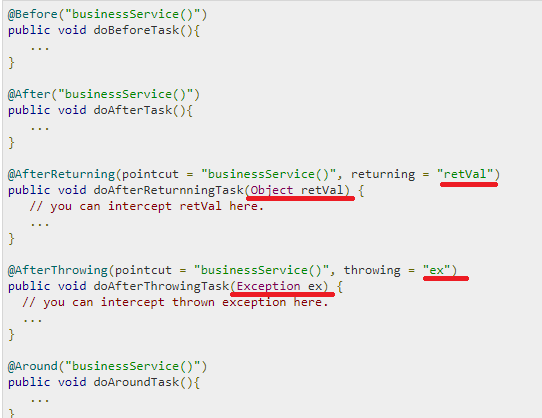 @Before("businessService()")
public void doBeforeTask(){
...
}
@After("businessService()")
public void doAfterTask(){
...
}
@AfterReturning(pointcut = "businessService()", returning = "retVal")
public void doAfterReturnningTask(Object retVal) {
// you can intercept retVal here.
...
}
@AfterThrowing(pointcut = "businessService()", throwing = "ex")
public void doAfterThrowingTask(Exception ex) {
// you can intercept thrown exception here.
...
}
@Around("businessService()")
public void doAroundTask(){
...
}